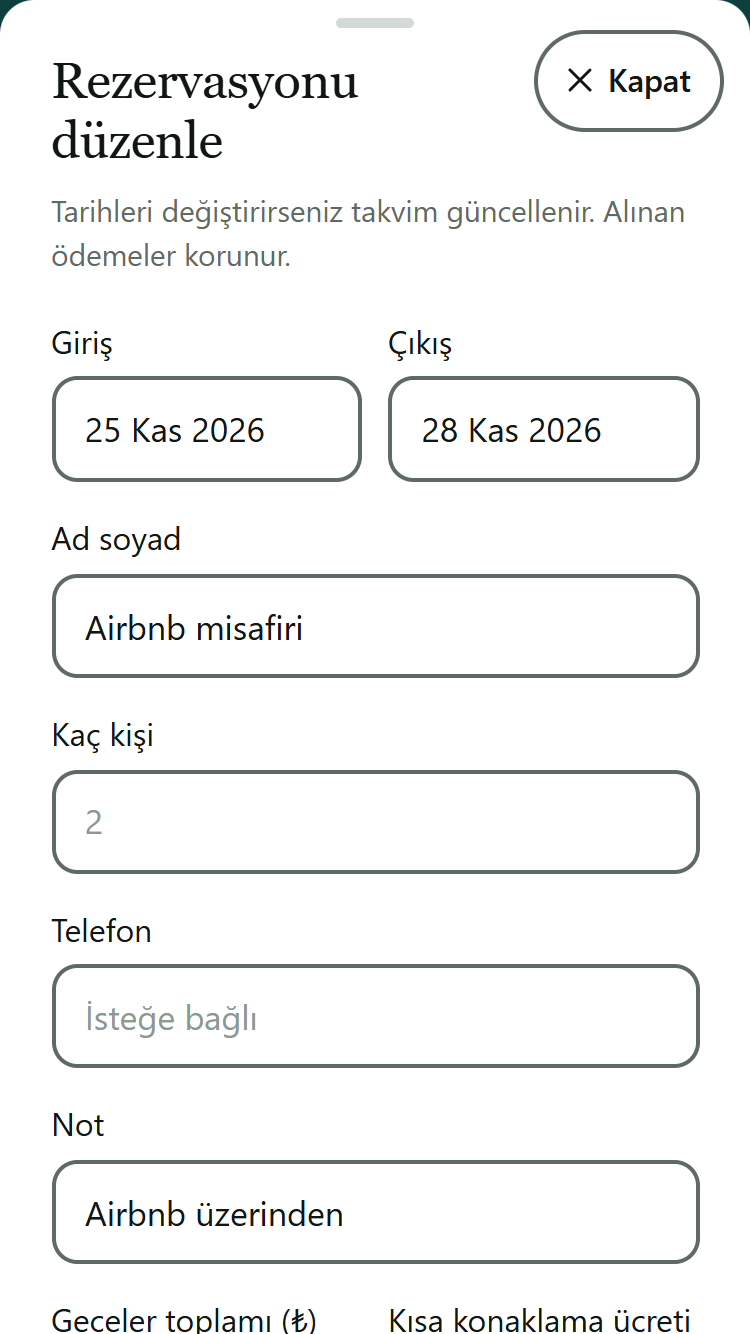 Rezervasyonu
düzenle
Kapat
Tarihleri değiştirirseniz takvim güncellenir. Alınan
ödemeler korunur.
Giriş
Çıkış
25 Kas 2026
28 Kas 2026
Ad soyad
Airbnb misafiri
Kaç kişi
2
Telefon
İsteğe bağlı
Not
Airbnb üzerinden
Geceler toplamı (₺)
Kısa konaklama ücreti